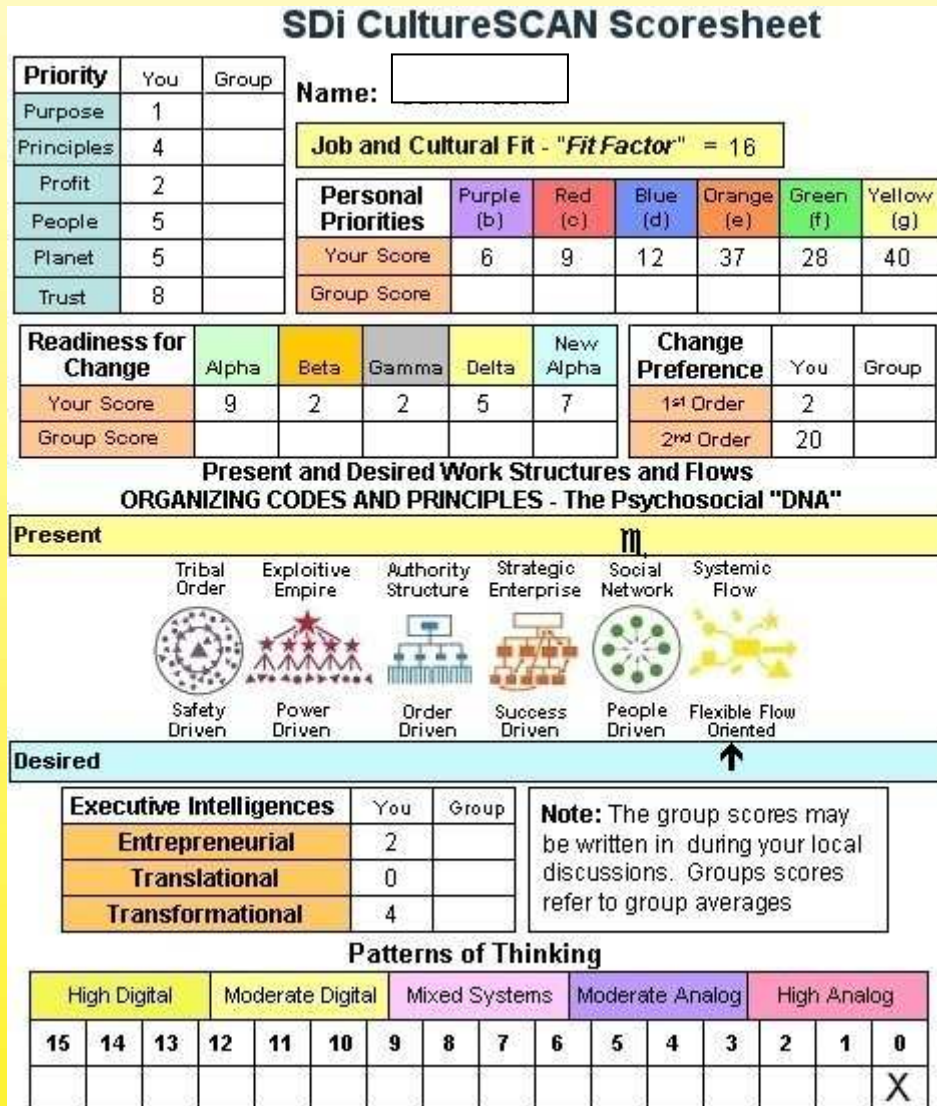 SDi CultureSCAN Scoresheet
Priority You Group
Purpose 1
Principles 4
Profit 2
People 5
Planet 5
Trust 8
Name:
Job and Cultural Fit - "Fit Factor" = 16
Personal Priorities Purple (b) Red (c) Blue (d) Orange (e) Green (f) Yellow (g)
Your Score 6 9 12 37 28 40
Group Score
Readiness for Change Alpha Beta Gamma Delta New Alpha
Your Score 9 2 2 5 7
Group Score
Change Preference You Group
1st Order 2
2nd Order 20
Present and Desired Work Structures and Flows
ORGANIZING CODES AND PRINCIPLES - The Psychosocial "DNA"
Present
Tribal Order Exploitive Empire Authority Structure Strategic Enterprise Social Network Systemic Flow
Safety Driven Power Driven Order Driven Success Driven People Driven Flexible Flow Oriented
Desired
Executive Intelligences You Group
Entrepreneurial 2
Translational 0
Transformational 4
Note: The group scores may
be written in during your local
discussions. Groups scores
refer to group averages
Patterns of Thinking
High Digital Moderate Digital Mixed Systems Moderate Analog High Analog
15 14 13 12 11 10 9 8 7 6 5 4 3 2 1 0
X